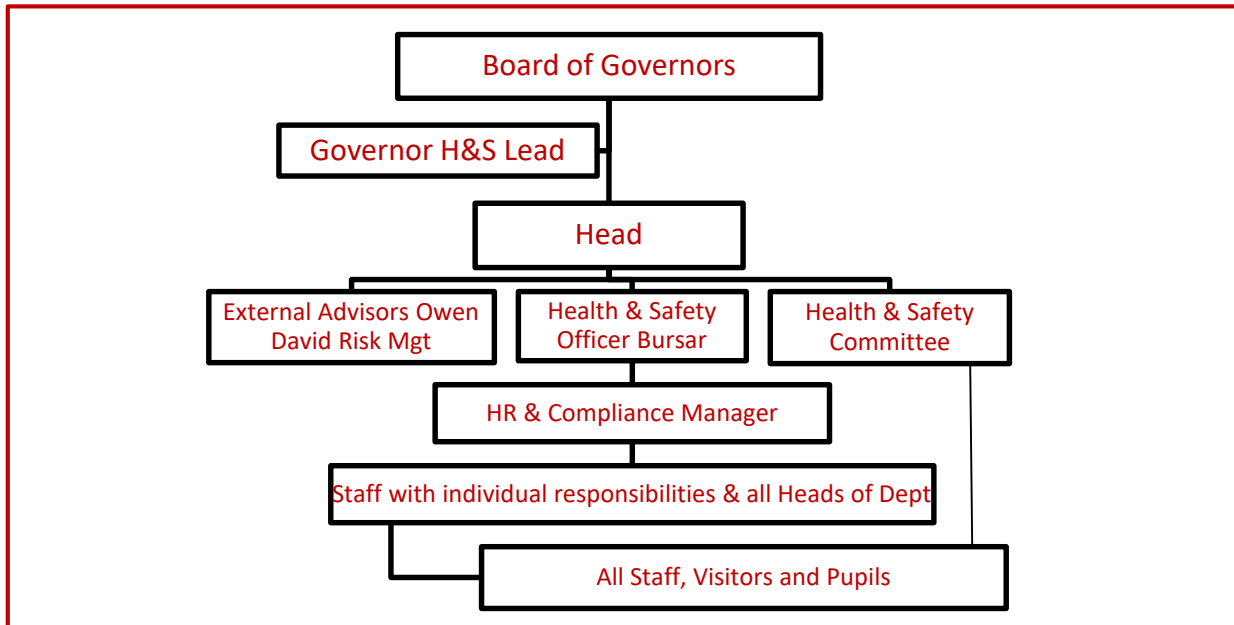 Board of Governors
Governor H&S Lead
Head
External Advisors Owen
David Risk Mgt
Health & Safety
Officer Bursar
Health & Safety
Committee
HR & Compliance Manager
Staff with individual responsibilities & all Heads of Dept
All Staff, Visitors and Pupils